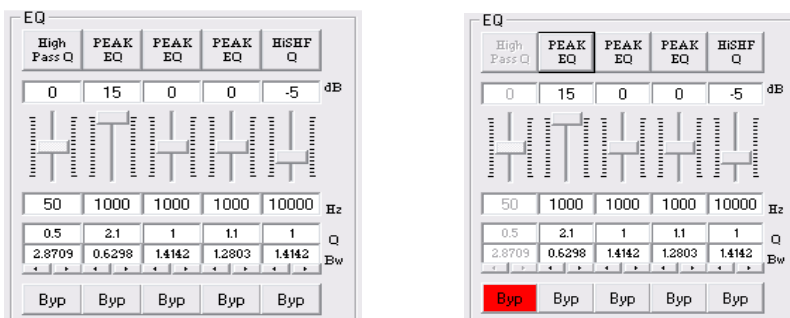 EQ
High Pass Q PEAK EQ PEAK EQ PEAK EQ HiSHF Q
0 15 0 0 -5 dB
50 1000 1000 1000 10000 Hz
0.5 2.1 1 1.1 1 Q
2.8709 0.6298 1.4142 1.2803 1.4142 Bw
Byp Byp Byp Byp Byp
EQ
High Pass Q PEAK EQ PEAK EQ PEAK EQ HiSHF Q
0 15 0 0 -5 dB
50 1000 1000 1000 10000 Hz
0.5 2.1 1 1.1 1 Q
2.8709 0.6298 1.4142 1.2803 1.4142 Bw
Byp Byp Byp Byp Byp